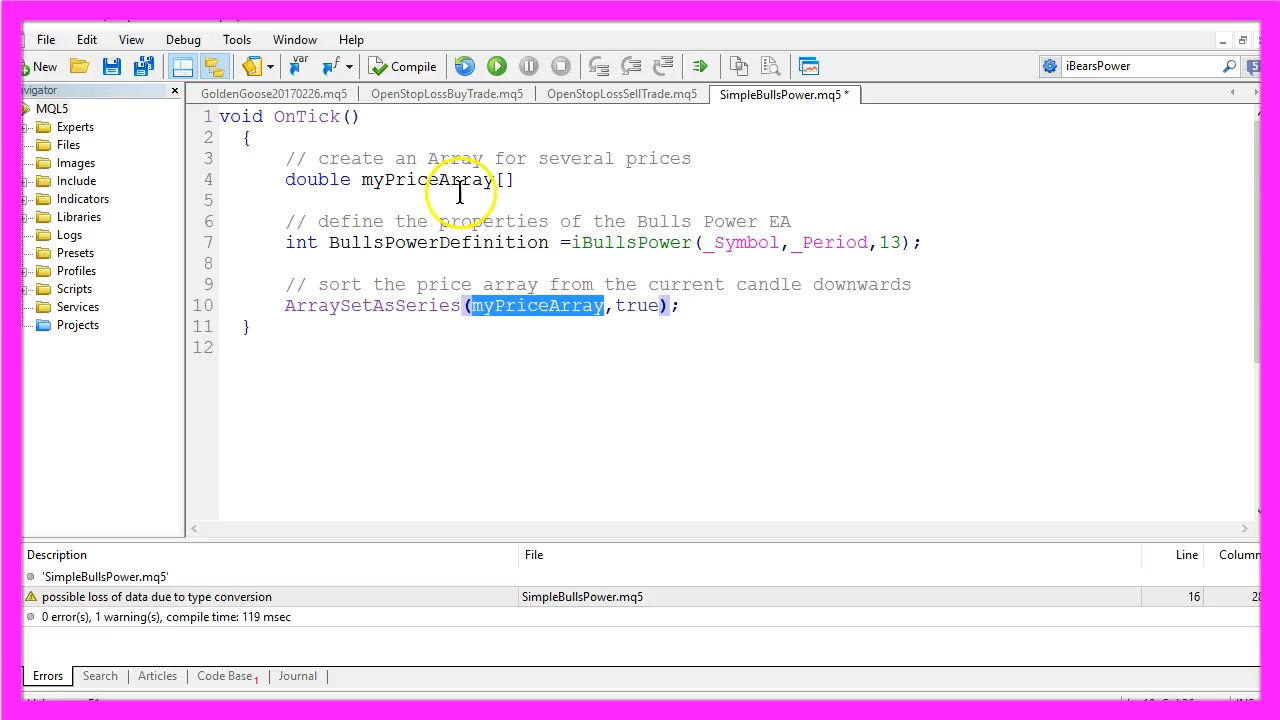 File Edit View Debug Tools Window Help
New var Compile iBearsPower 5
avigator GoldenGoose20170226.mq5 OpenStopLossBuyTrade.mq5 OpenStopLossSellTrade.mq5 SimpleBullsPower.mq5 *
MQL5
Experts
Files
Images
Include
Indicators
Libraries
Logs
Presets
Profiles
Scripts
Services
Projects
1 void OnTick()
2 {
3 // create an Array for several prices
4 double myPriceArray[]
5
6 // define the properties of the Bulls Power EA
7 int BullsPowerDefinition =iBullsPower(_Symbol,_Period,13);
8
9 // sort the price array from the current candle downwards
10 ArraySetAsSeries(myPriceArray,true);
11 }
12
Description File Line Column
'SimpleBullsPower.mq5'
possible loss of data due to type conversion SimpleBullsPower.mq5 16 28
0 error(s), 1 warning(s), compile time: 119 msec
Errors Search Articles Code Base 1 Journal